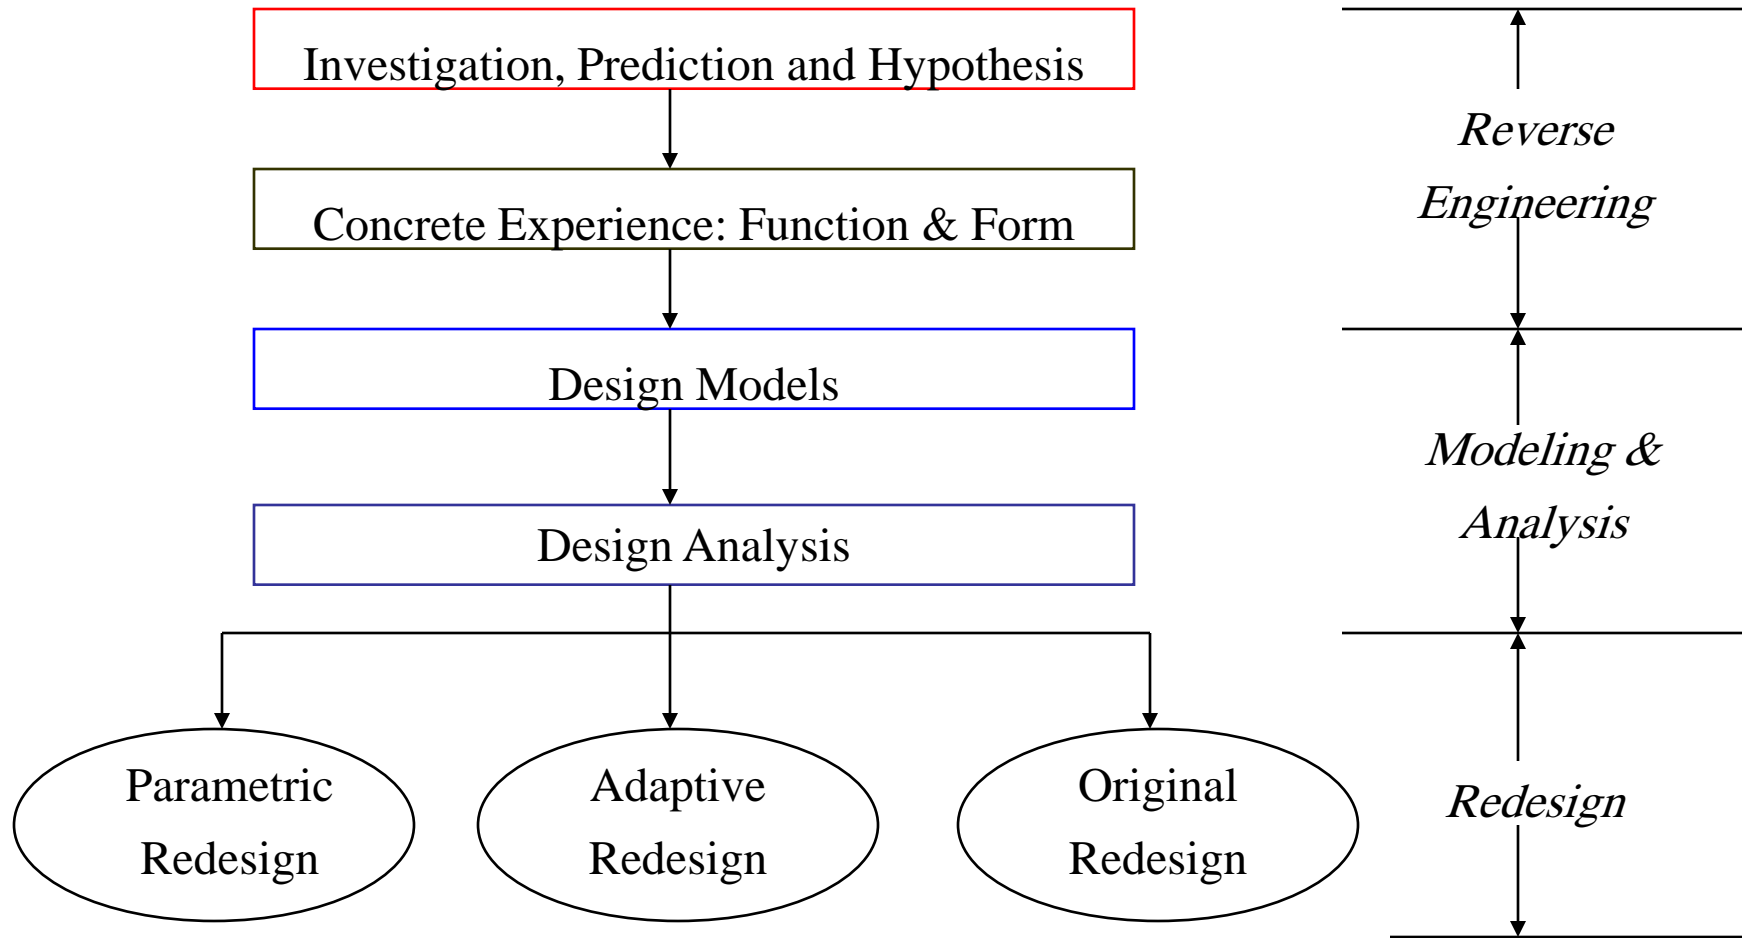 Investigation, Prediction and Hypothesis
Reverse
Engineering
Concrete Experience: Function & Form
Design Models
Modeling &
Analysis
Design Analysis
Parametric
Redesign
Adaptive
Redesign
Original
Redesign
Redesign